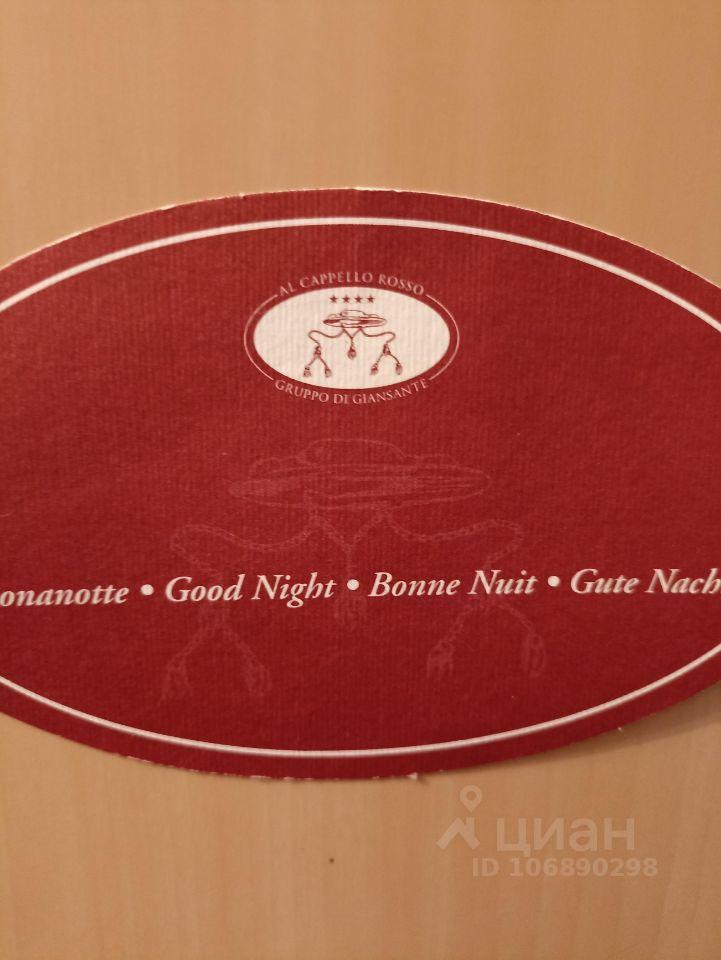 AL CAPPELLO ROSSO
★★★★
GRUPPO DI GIANSANTE
onanotte • Good Night • Bonne Nuit • Gute Nach
циан
ID 106890298